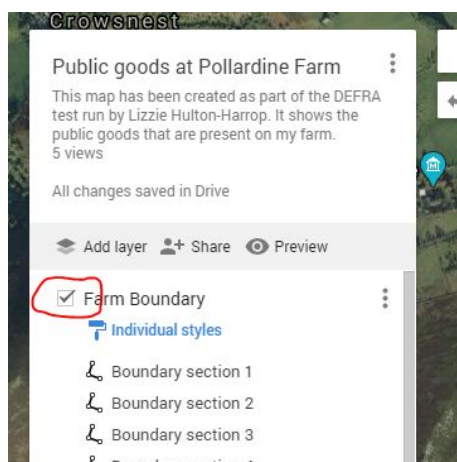 Crowsnest
Public goods at Pollardine Farm
This map has been created as part of the DEFRA
test run by Lizzie Hulton-Harrop. It shows the
public goods that are present on my farm.
5 views
All changes saved in Drive
Add layer Share Preview
Farm Boundary
Individual styles
Boundary section 1
Boundary section 2
Boundary section 3